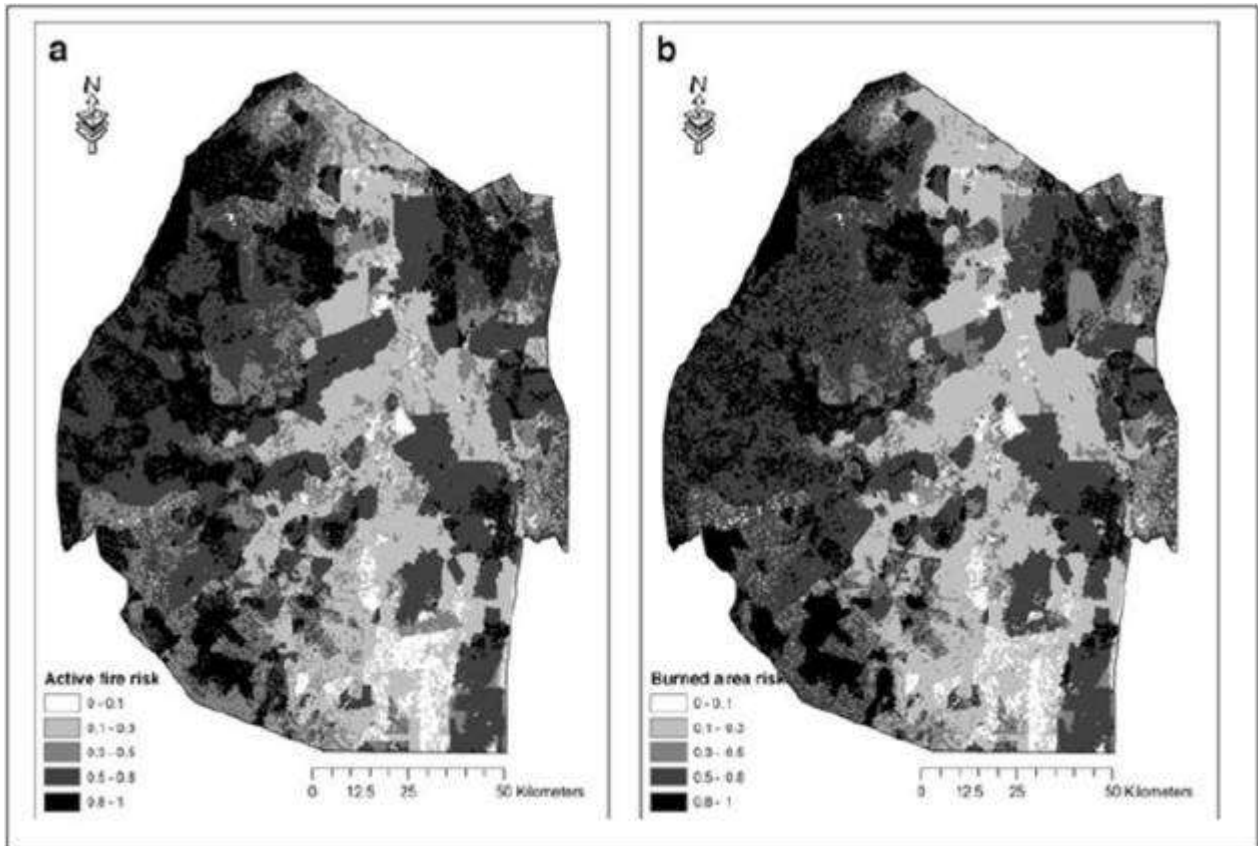 a
N
Active fire risk
0 - 0.1
0.1 - 0.3
0.3 - 0.5
0.5 - 0.8
0.8 - 1
0 12.5 25 50 Kilometers
b
N
Burned area risk
0 - 0.1
0.1 - 0.3
0.3 - 0.5
0.5 - 0.8
0.8 - 1
0 12.5 25 50 Kilometers